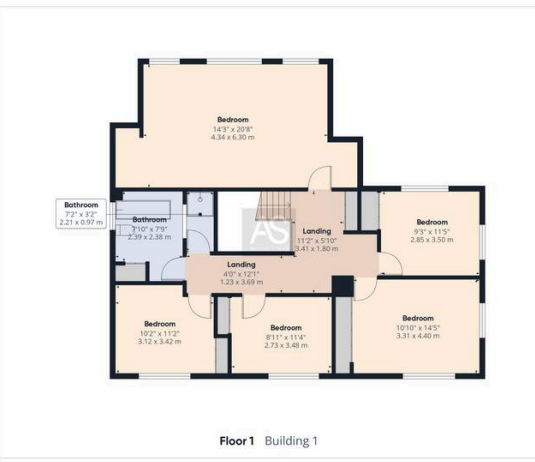 Bedroom
14'3" x 20'8"
4.34 x 6.30 m
Bathroom
7'2" x 3'2"
2.21 x 0.97 m
Bathroom
7'10" x 7'9"
2.39 x 2.38 m
AS
Landing
11'2" x 5'10"
3.41 x 1.80 m
Bedroom
9'3" x 11'5"
2.85 x 3.50 m
Landing
4'0" x 12'1"
1.23 x 3.69 m
Bedroom
10'2" x 11'2"
3.12 x 3.42 m
Bedroom
8'11" x 11'4"
2.73 x 3.48 m
Bedroom
10'10" x 14'5"
3.31 x 4.40 m
Floor 1 Building 1